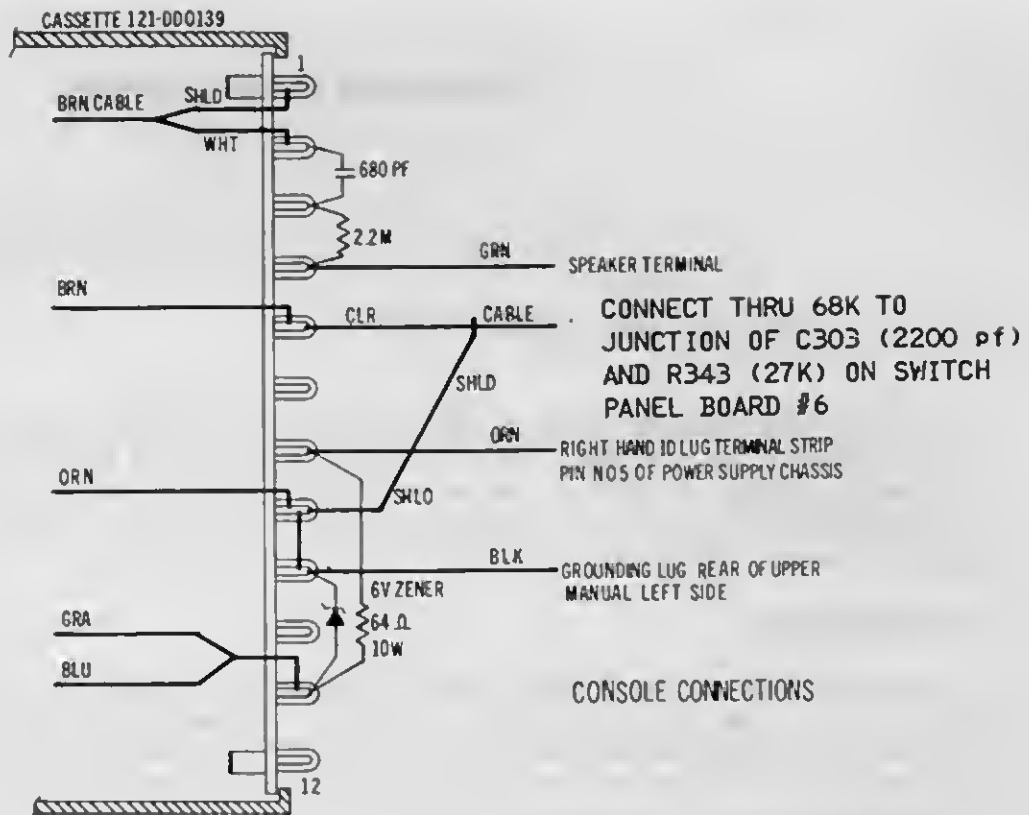 CASSETTE 121-000139
1
BRN CABLE
SHLD
WHT
680 PF
2.2M
GRN
SPEAKER TERMINAL
BRN
CLR
CABLE
CONNECT THRU 68K TO
JUNCTION OF C303 (2200 pf)
AND R343 (27K) ON SWITCH
PANEL BOARD #6
SHLD
ORN
RIGHT HAND 10 LUG TERMINAL STRIP
PIN NO5 OF POWER SUPPLY CHASSIS
ORN
SHLD
BLK
GROUNDING LUG REAR OF UPPER
MANUAL LEFT SIDE
6V ZENER
64 Ω
10W
GRA
BLU
CONSOLE CONNECTIONS
12